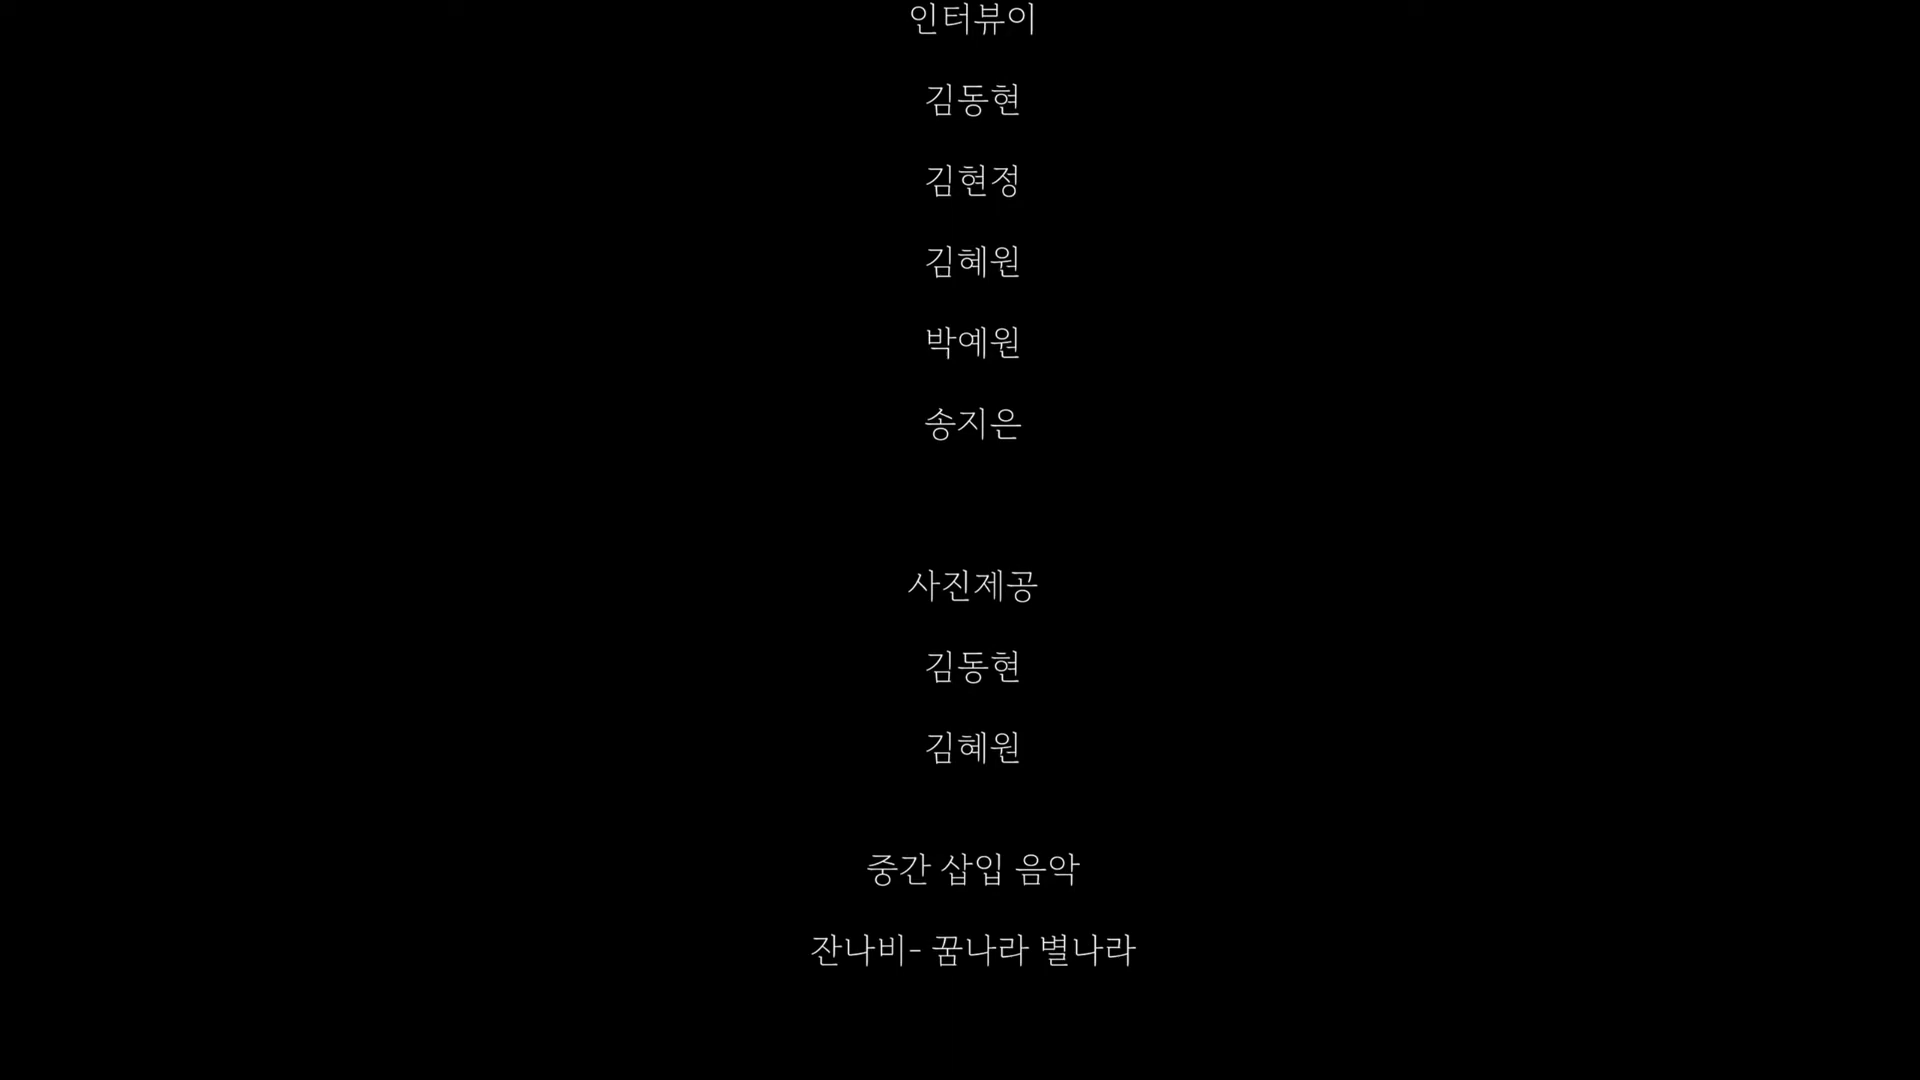 인터뷰이
김동현
김현정
김혜원
박예원
송지은
사진제공
김동현
김혜원
중간 삽입 음악
잔나비- 꿈나라 별나라